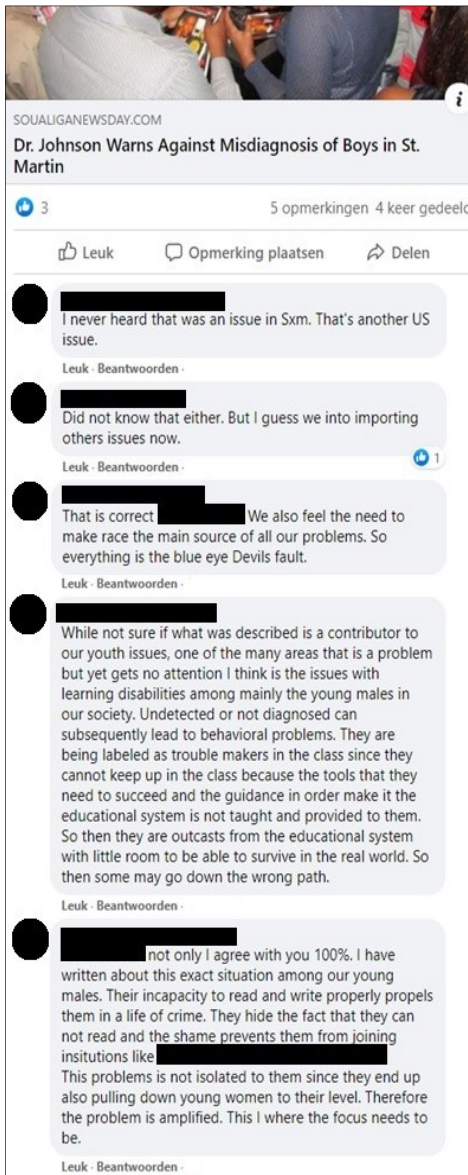 SOUALIGANEWSDAY.COM
Dr. Johnson Warns Against Misdiagnosis of Boys in St.
Martin
3
5 opmerkingen 4 keer gedeeld
Leuk Opmerking plaatsen Delen
I never heard that was an issue in Sxm. That's another US
issue.
Leuk · Beantwoorden ·
Did not know that either. But I guess we into importing
others issues now.
1
Leuk · Beantwoorden ·
That is correct We also feel the need to
make race the main source of all our problems. So
everything is the blue eye Devils fault.
Leuk · Beantwoorden ·
While not sure if what was described is a contributor to
our youth issues, one of the many areas that is a problem
but yet gets no attention I think is the issues with
learning disabilities among mainly the young males in
our society. Undetected or not diagnosed can
subsequently lead to behavioral problems. They are
being labeled as trouble makers in the class since they
cannot keep up in the class because the tools that they
need to succeed and the guidance in order make it the
educational system is not taught and provided to them.
So then they are outcasts from the educational system
with little room to be able to survive in the real world. So
then some may go down the wrong path.
Leuk · Beantwoorden ·
not only I agree with you 100%. I have
written about this exact situation among our young
males. Their incapacity to read and write properly propels
them in a life of crime. They hide the fact that they can
not read and the shame prevents them from joining
insitutions like
This problems is not isolated to them since they end up
also pulling down young women to their level. Therefore
the problem is amplified. This I where the focus needs to
be.
Leuk · Beantwoorden ·